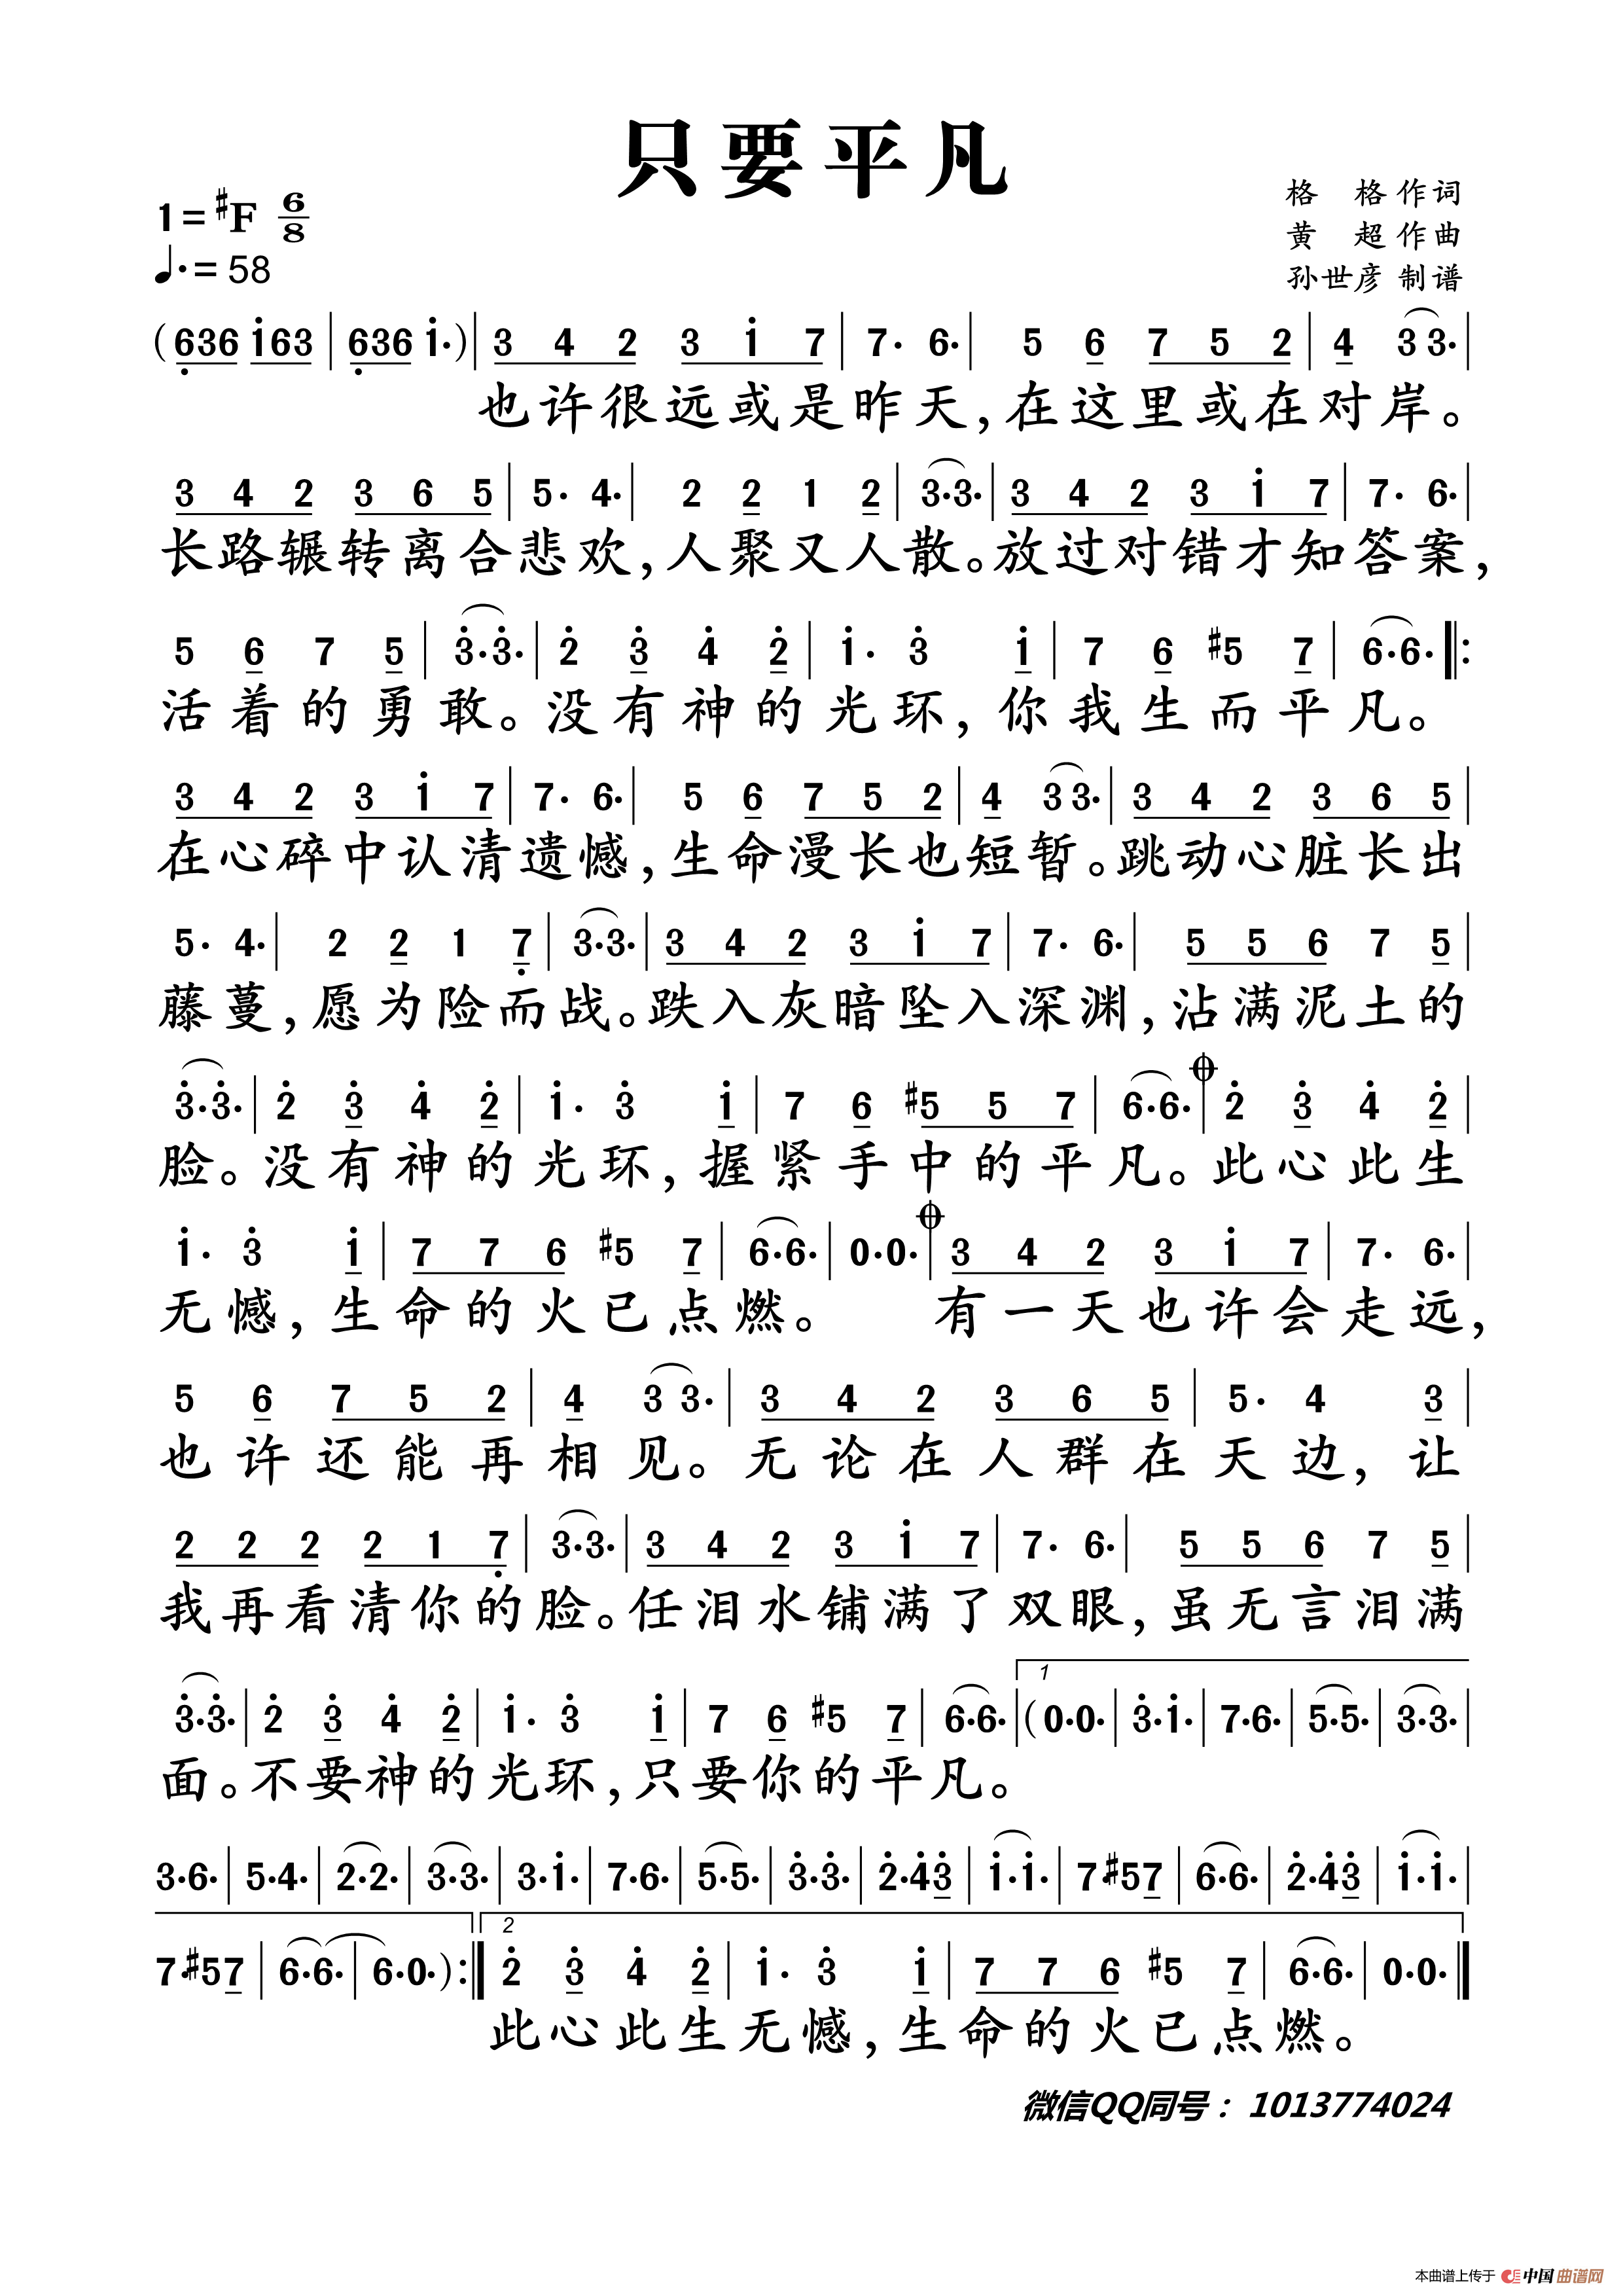 只要平凡
格 格 作词
1=♯F 6/8
黄 超 作曲
♩.=58
孙世彦 制谱
(636 i63 | 636 i·) | 3 4 2 3 i 7 | 7· 6· | 5 6 7 5 2 | 4 3 3· |
也许很远或是昨天,在这里或在对岸。
3 4 2 3 6 5 | 5· 4· | 2 2 1 2 | 3·3· | 3 4 2 3 i 7 | 7· 6· |
长路辗转离合悲欢,人聚又人散。放过对错才知答案,
5 6 7 5 | 3·3· | 2 3 4 2 | i· 3 i | 7 6 ♯5 7 | 6·6· ‖:
活着的勇敢。没有神的光环,你我生而平凡。
3 4 2 3 i 7 | 7· 6· | 5 6 7 5 2 | 4 3 3· | 3 4 2 3 6 5 |
在心碎中认清遗憾,生命漫长也短暂。跳动心脏长出
5· 4· | 2 2 1 7 | 3·3· | 3 4 2 3 i 7 | 7· 6· | 5 5 6 7 5 |
藤蔓,愿为险而战。跌入灰暗坠入深渊,沾满泥土的
3·3· | 2 3 4 2 | i· 3 i | 7 6 ♯5 5 7 | 6·6· | 2 3 4 2 |
脸。没有神的光环,握紧手中的平凡。此心此生
i· 3 i | 7 7 6 ♯5 7 | 6·6· | 0·0· | 3 4 2 3 i 7 | 7· 6· |
无憾,生命的火已点燃。 有一天也许会走远,
5 6 7 5 2 | 4 3 3· | 3 4 2 3 6 5 | 5· 4 3 |
也许还能再相见。无论在人群在天边,让
2 2 2 2 1 7 | 3·3· | 3 4 2 3 i 7 | 7· 6· | 5 5 6 7 5 |
我再看清你的脸。任泪水铺满了双眼,虽无言泪满
1
3·3· | 2 3 4 2 | i· 3 i | 7 6 ♯5 7 | 6·6· | (0·0· | 3·i· | 7·6· | 5·5· | 3·3· |
面。不要神的光环,只要你的平凡。
3·6· | 5·4· | 2·2· | 3·3· | 3·i· | 7·6· | 5·5· | 3·3· | 2·43 | i·i· | 7·♯57 | 6·6· | 2·43 | i·i· |
2
7·♯57 | 6·6· | 6·0·) :‖ 2 3 4 2 | i· 3 i | 7 7 6 ♯5 7 | 6·6· | 0·0· ‖
此心此生无憾,生命的火已点燃。
微信QQ同号:1013774024
本曲谱上传于 中国曲谱网